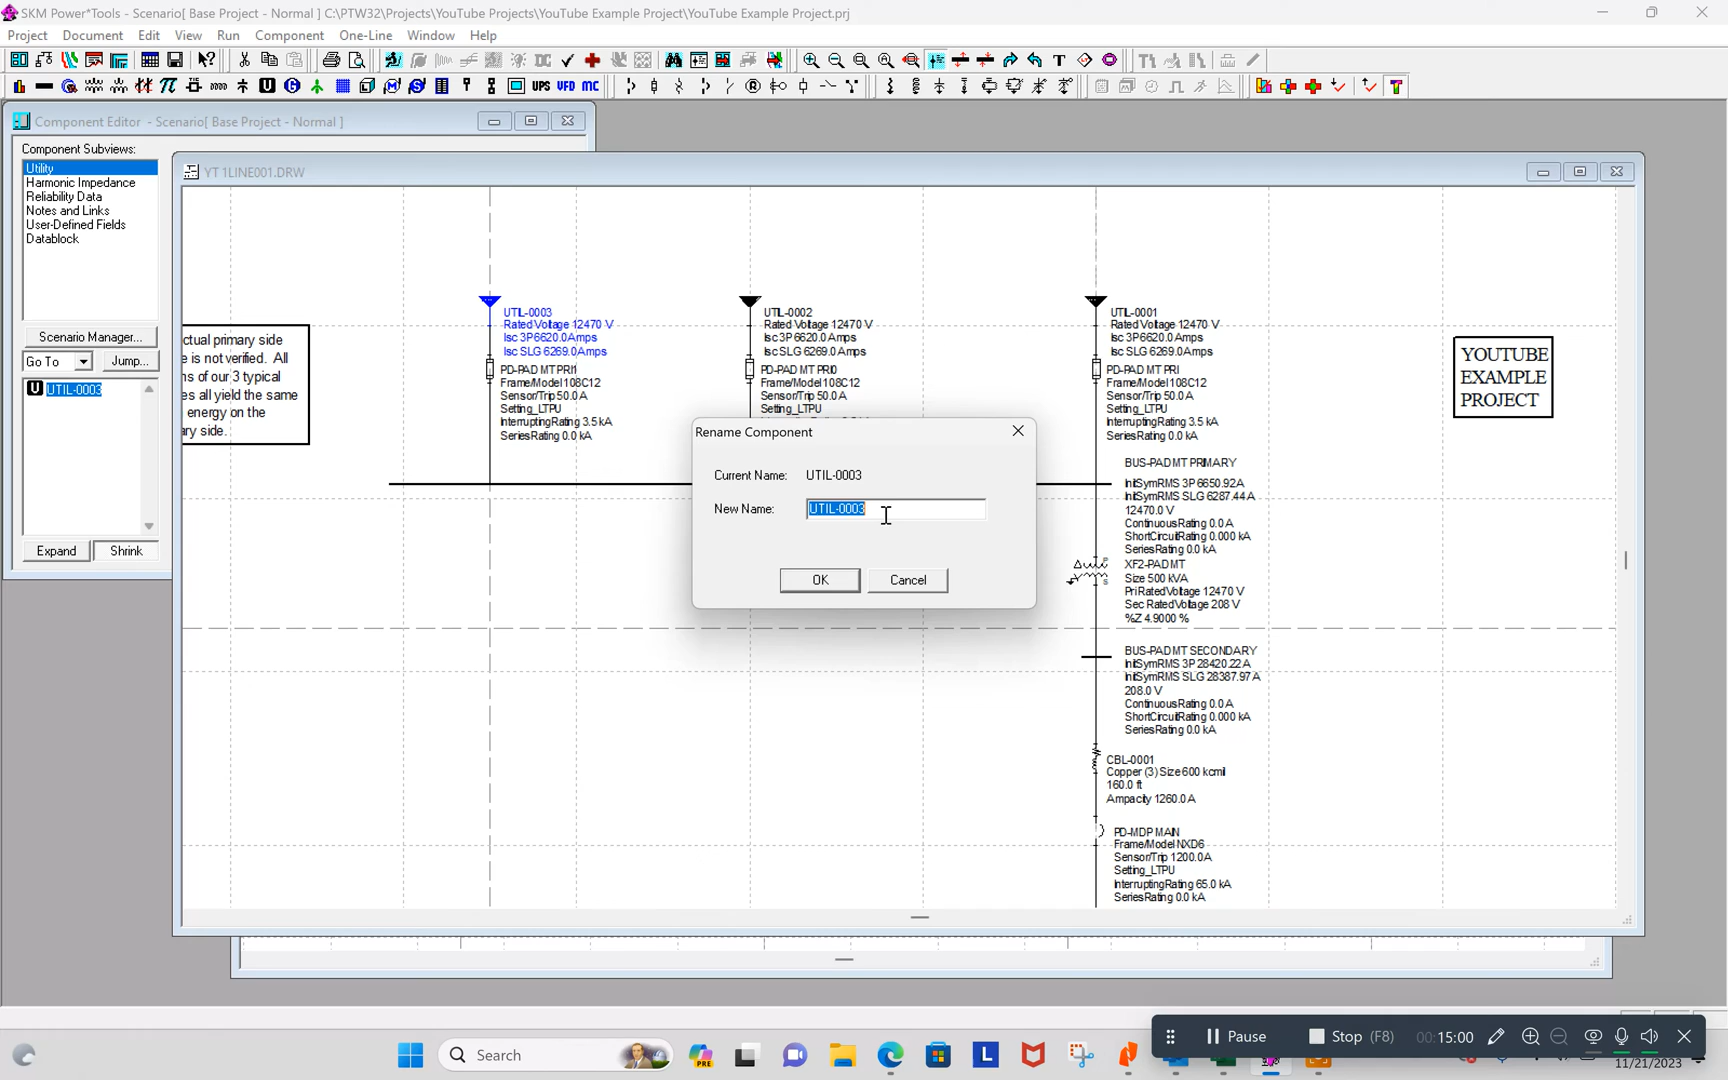 SKM Power*Tools - Scenario[ Base Project - Normal ] C:\PTW32\Projects\YouTube Projects\YouTube Example Project\YouTube Example Project.prj
Project Document Edit View Run Component One-Line Window Help
UPS VFD MC
Component Editor - Scenario[ Base Project - Normal ]
Component Subviews:
Utility
Harmonic Impedance
Reliability Data
Notes and Links
User-Defined Fields
Datablock
Scenario Manager...
Go To
Jump...
U UTIL-0003
Expand
Shrink
YT 1LINE001.DRW
ctual primary side
e is not verified. All
ns of our 3 typical
es all yield the same
energy on the
ary side.
UTIL-0003
Rated Voltage 12470 V
Isc 3P 6620.0 Amps
Isc SLG 6269.0 Amps
PD-PAD MT PRI1
Frame/Model 108C12
Sensor/Trip 50.0 A
Setting_LTPU
InterruptingRating 3.5 kA
SeriesRating 0.0 kA
UTIL-0002
Rated Voltage 12470 V
Isc 3P 6620.0 Amps
Isc SLG 6269.0 Amps
PD-PAD MT PRI0
Frame/Model 108C12
Sensor/Trip 50.0 A
Setting_LTPU
UTIL-0001
Rated Voltage 12470 V
Isc 3P 6620.0 Amps
Isc SLG 6269.0 Amps
PD-PAD MT PRI
Frame/Model 108C12
Sensor/Trip 50.0 A
Setting_LTPU
InterruptingRating 3.5 kA
SeriesRating 0.0 kA
YOUTUBE
EXAMPLE
PROJECT
Rename Component
Current Name: UTIL-0003
New Name: UTIL-0003
OK
Cancel
BUS-PAD MT PRIMARY
InitSymRMS 3P 6650.92 A
InitSymRMS SLG 6287.44 A
12470.0 V
ContinuousRating 0.0 A
ShortCircuitRating 0.000 kA
SeriesRating 0.0 kA
P
S
XF2-PAD MT
Size 500 kVA
PriRatedVoltage 12470 V
Sec RatedVoltage 208 V
%Z 4.9000 %
BUS-PAD MT SECONDARY
InitSymRMS 3P 28420.22 A
InitSymRMS SLG 28387.97 A
208.0 V
ContinuousRating 0.0 A
ShortCircuitRating 0.000 kA
SeriesRating 0.0 kA
CBL-0001
Copper (3) Size 600 kcmil
160.0 ft
Ampacity 1260.0 A
PD-MDP MAIN
Frame/Model NXD6
Sensor/Trip 1200.0 A
Setting_LTPU
InterruptingRating 65.0 kA
SeriesRating 0.0 kA
Pause
Stop (F8)
00:15:00
Search
PRE
L
11/21/2023